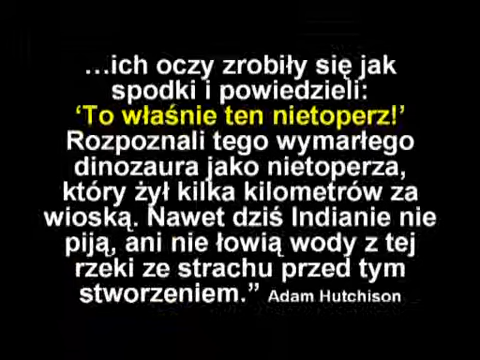 …ich oczy zrobiły się jak
spodki i powiedzieli:
‘To właśnie ten nietoperz!’
Rozpoznali tego wymarłego
dinozaura jako nietoperza,
który żył kilka kilometrów za
wioską. Nawet dziś Indianie nie
piją, ani nie łowią wody z tej
rzeki ze strachu przed tym
stworzeniem.” Adam Hutchison